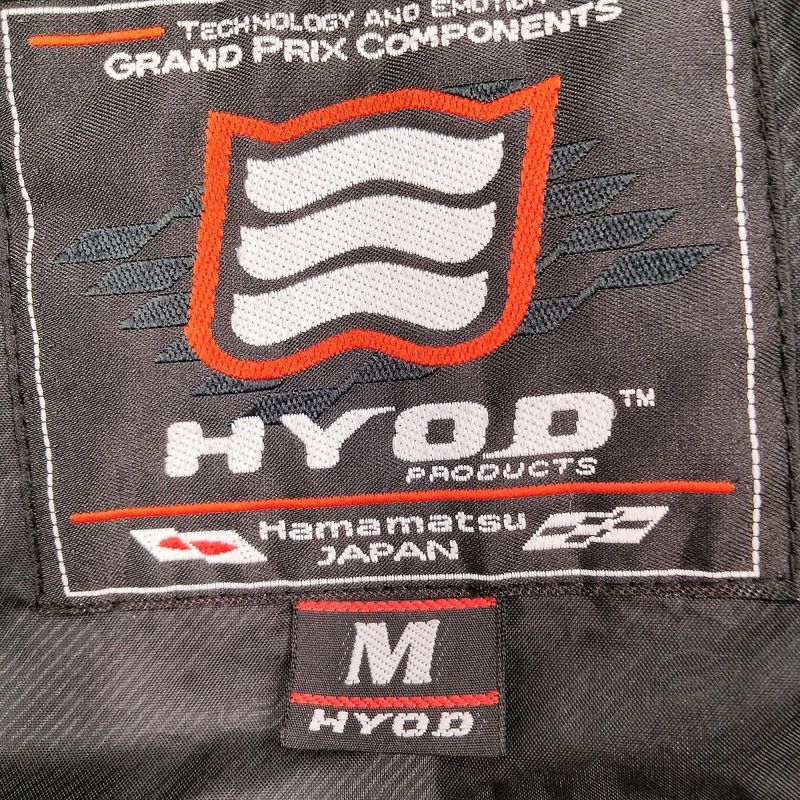 TECHNOLOGY AND EMOTION
GRAND PRIX COMPONENTS
HYOD™
PRODUCTS
Hamamatsu
JAPAN
M
HYOD